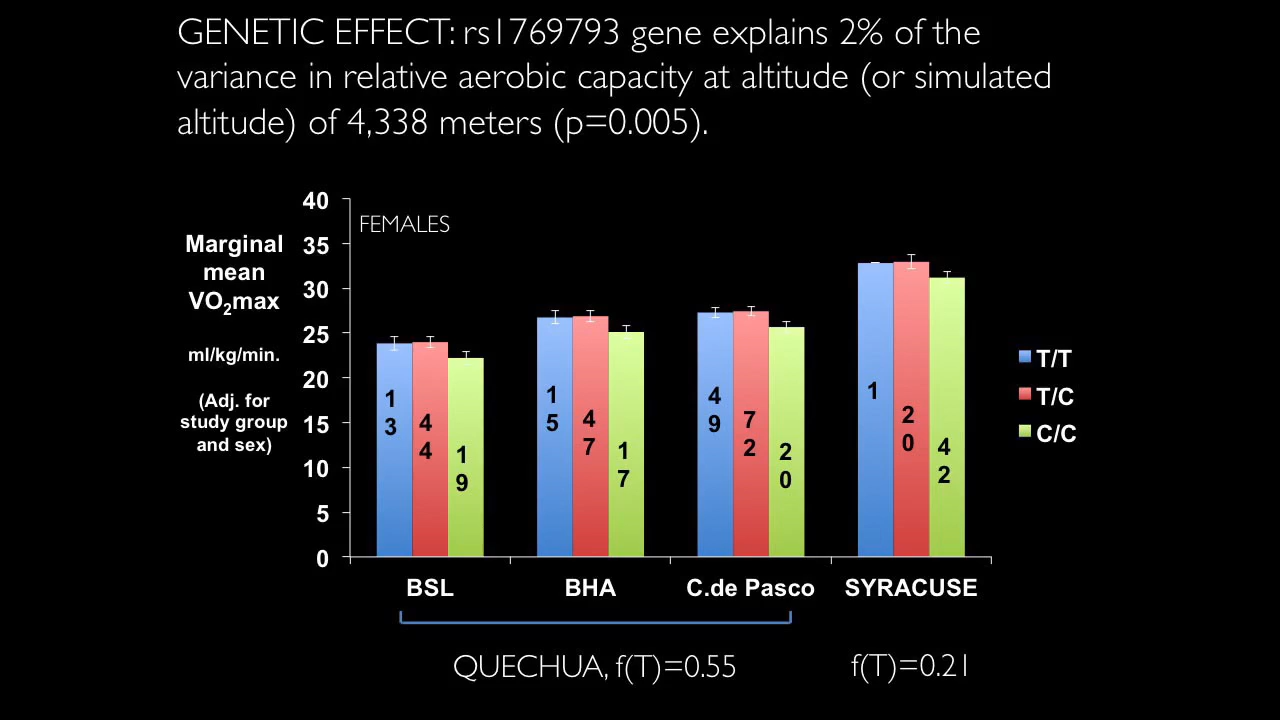 GENETIC EFFECT: rs1769793 gene explains 2% of the
variance in relative aerobic capacity at altitude (or simulated
altitude) of 4,338 meters (p=0.005).
40
35
30
25
20
15
10
5
0
Marginal
mean
VO2max
ml/kg/min.
(Adj. for
study group
and sex)
FEMALES
13
44
19
15
47
17
49
72
20
1
20
42
T/T
T/C
C/C
BSL
BHA
C.de Pasco
SYRACUSE
QUECHUA, f(T)=0.55
f(T)=0.21